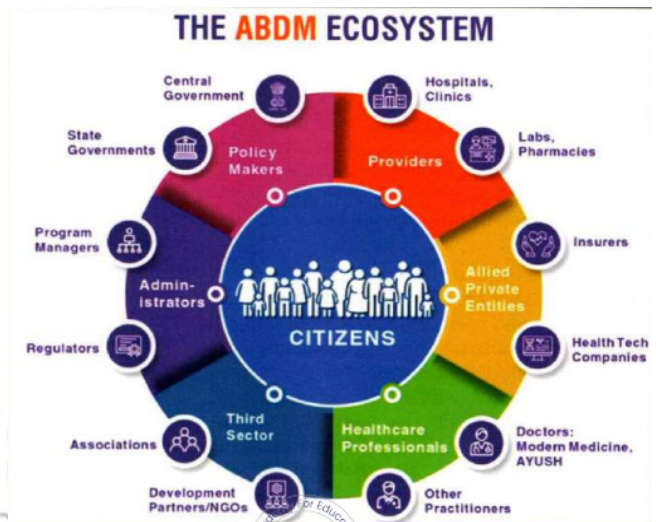 THE ABDM ECOSYSTEM
Central
Government
Hospitals,
Clinics
State
Governments
Policy
Makers
Providers
Labs,
Pharmacies
Program
Managers
Admin-
istrators
CITIZENS
Allied
Private
Entities
Insurers
Regulators
Health Tech
Companies
Third
Sector
Healthcare
Professionals
Associations
Doctors:
Modern Medicine,
AYUSH
Development
Partners/NGOs
Other
Practitioners
for Educ